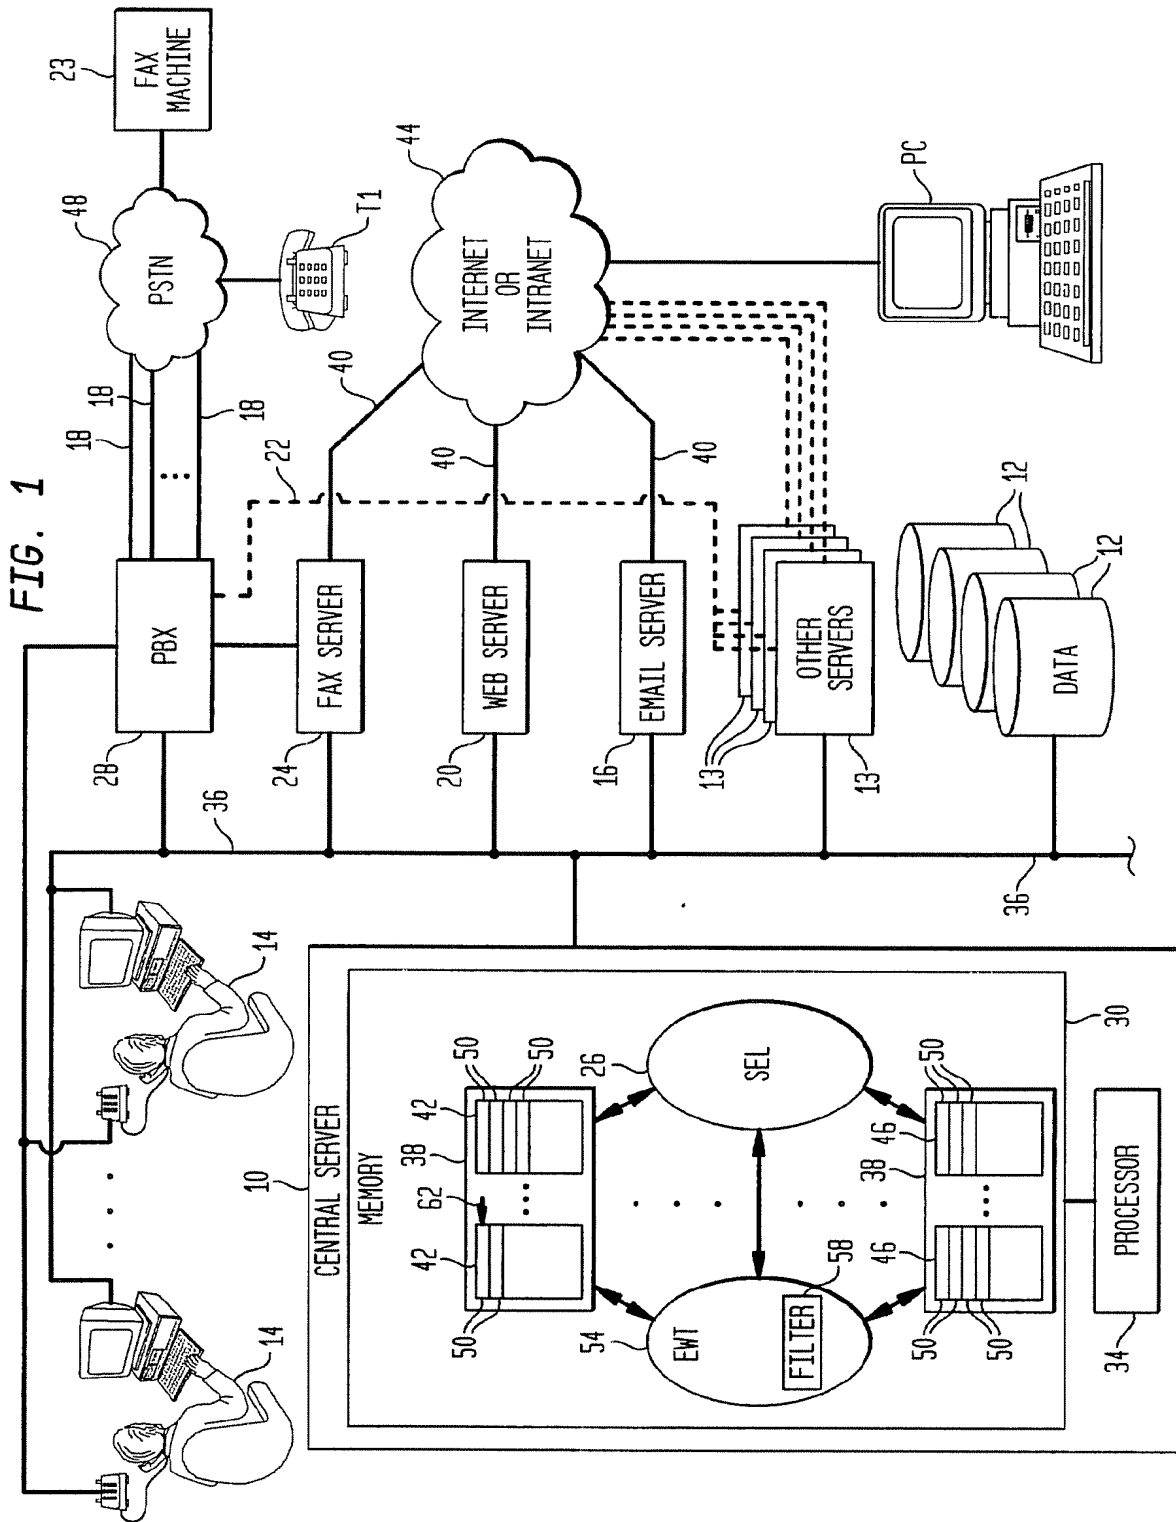 FIG. 1
14
14
10
CENTRAL SERVER
MEMORY
50
50
42
62
38
42
50
50
54
EWT
FILTER
58
26
SEL
50
50
46
38
46
50
30
34
PROCESSOR
36
36
28
PBX
18
18
18
48
PSTN
23
FAX
MACHINE
T1
22
24
FAX SERVER
40
20
WEB SERVER
40
16
EMAIL SERVER
40
44
INTERNET
OR
INTRANET
13
OTHER
SERVERS
13
PC
12
12
DATA